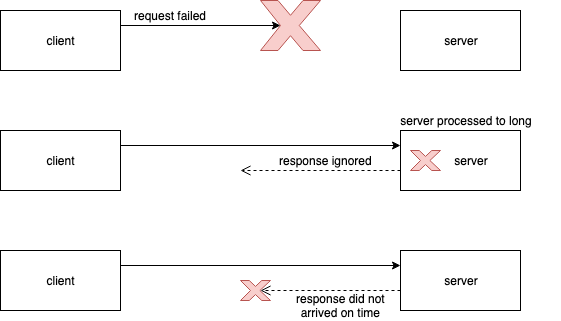 request failed
client
server
server processed to long
client
response ignored
server
client
server
response did not
arrived on time